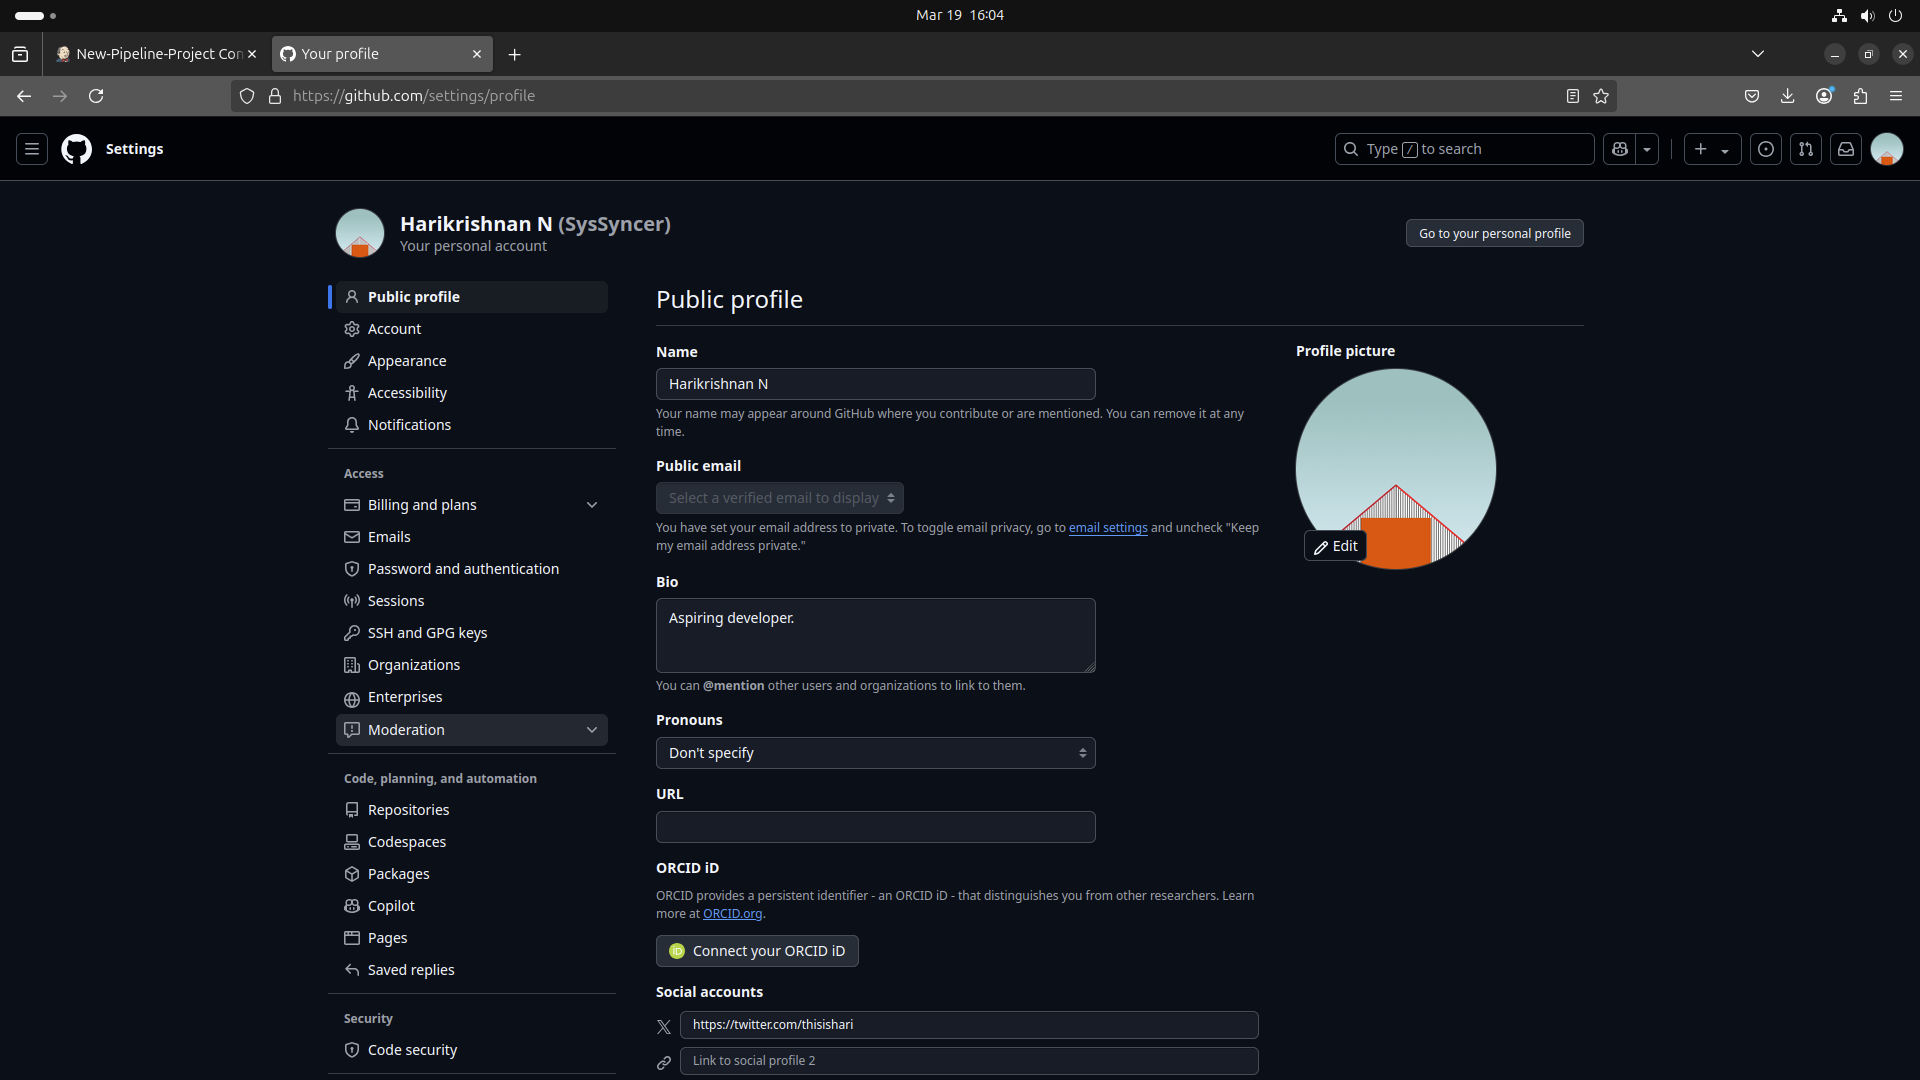 Mar 19 16:04
New-Pipeline-Project Con
Your profile
https://github.com/settings/profile
Settings
Type / to search
Harikrishnan N (SysSyncer)
Your personal account
Go to your personal profile
Public profile
Account
Appearance
Accessibility
Notifications
Access
Billing and plans
Emails
Password and authentication
Sessions
SSH and GPG keys
Organizations
Enterprises
Moderation
Code, planning, and automation
Repositories
Codespaces
Packages
Copilot
Pages
Saved replies
Security
Code security
Public profile
Name
Harikrishnan N
Your name may appear around GitHub where you contribute or are mentioned. You can remove it at any
time.
Public email
Select a verified email to display
You have set your email address to private. To toggle email privacy, go to email settings and uncheck "Keep
my email address private."
Bio
Aspiring developer.
You can @mention other users and organizations to link to them.
Pronouns
Don't specify
URL
ORCID iD
ORCID provides a persistent identifier - an ORCID iD - that distinguishes you from other researchers. Learn
more at ORCID.org.
iD Connect your ORCID iD
Social accounts
https://twitter.com/thisishari
Link to social profile 2
Profile picture
Edit